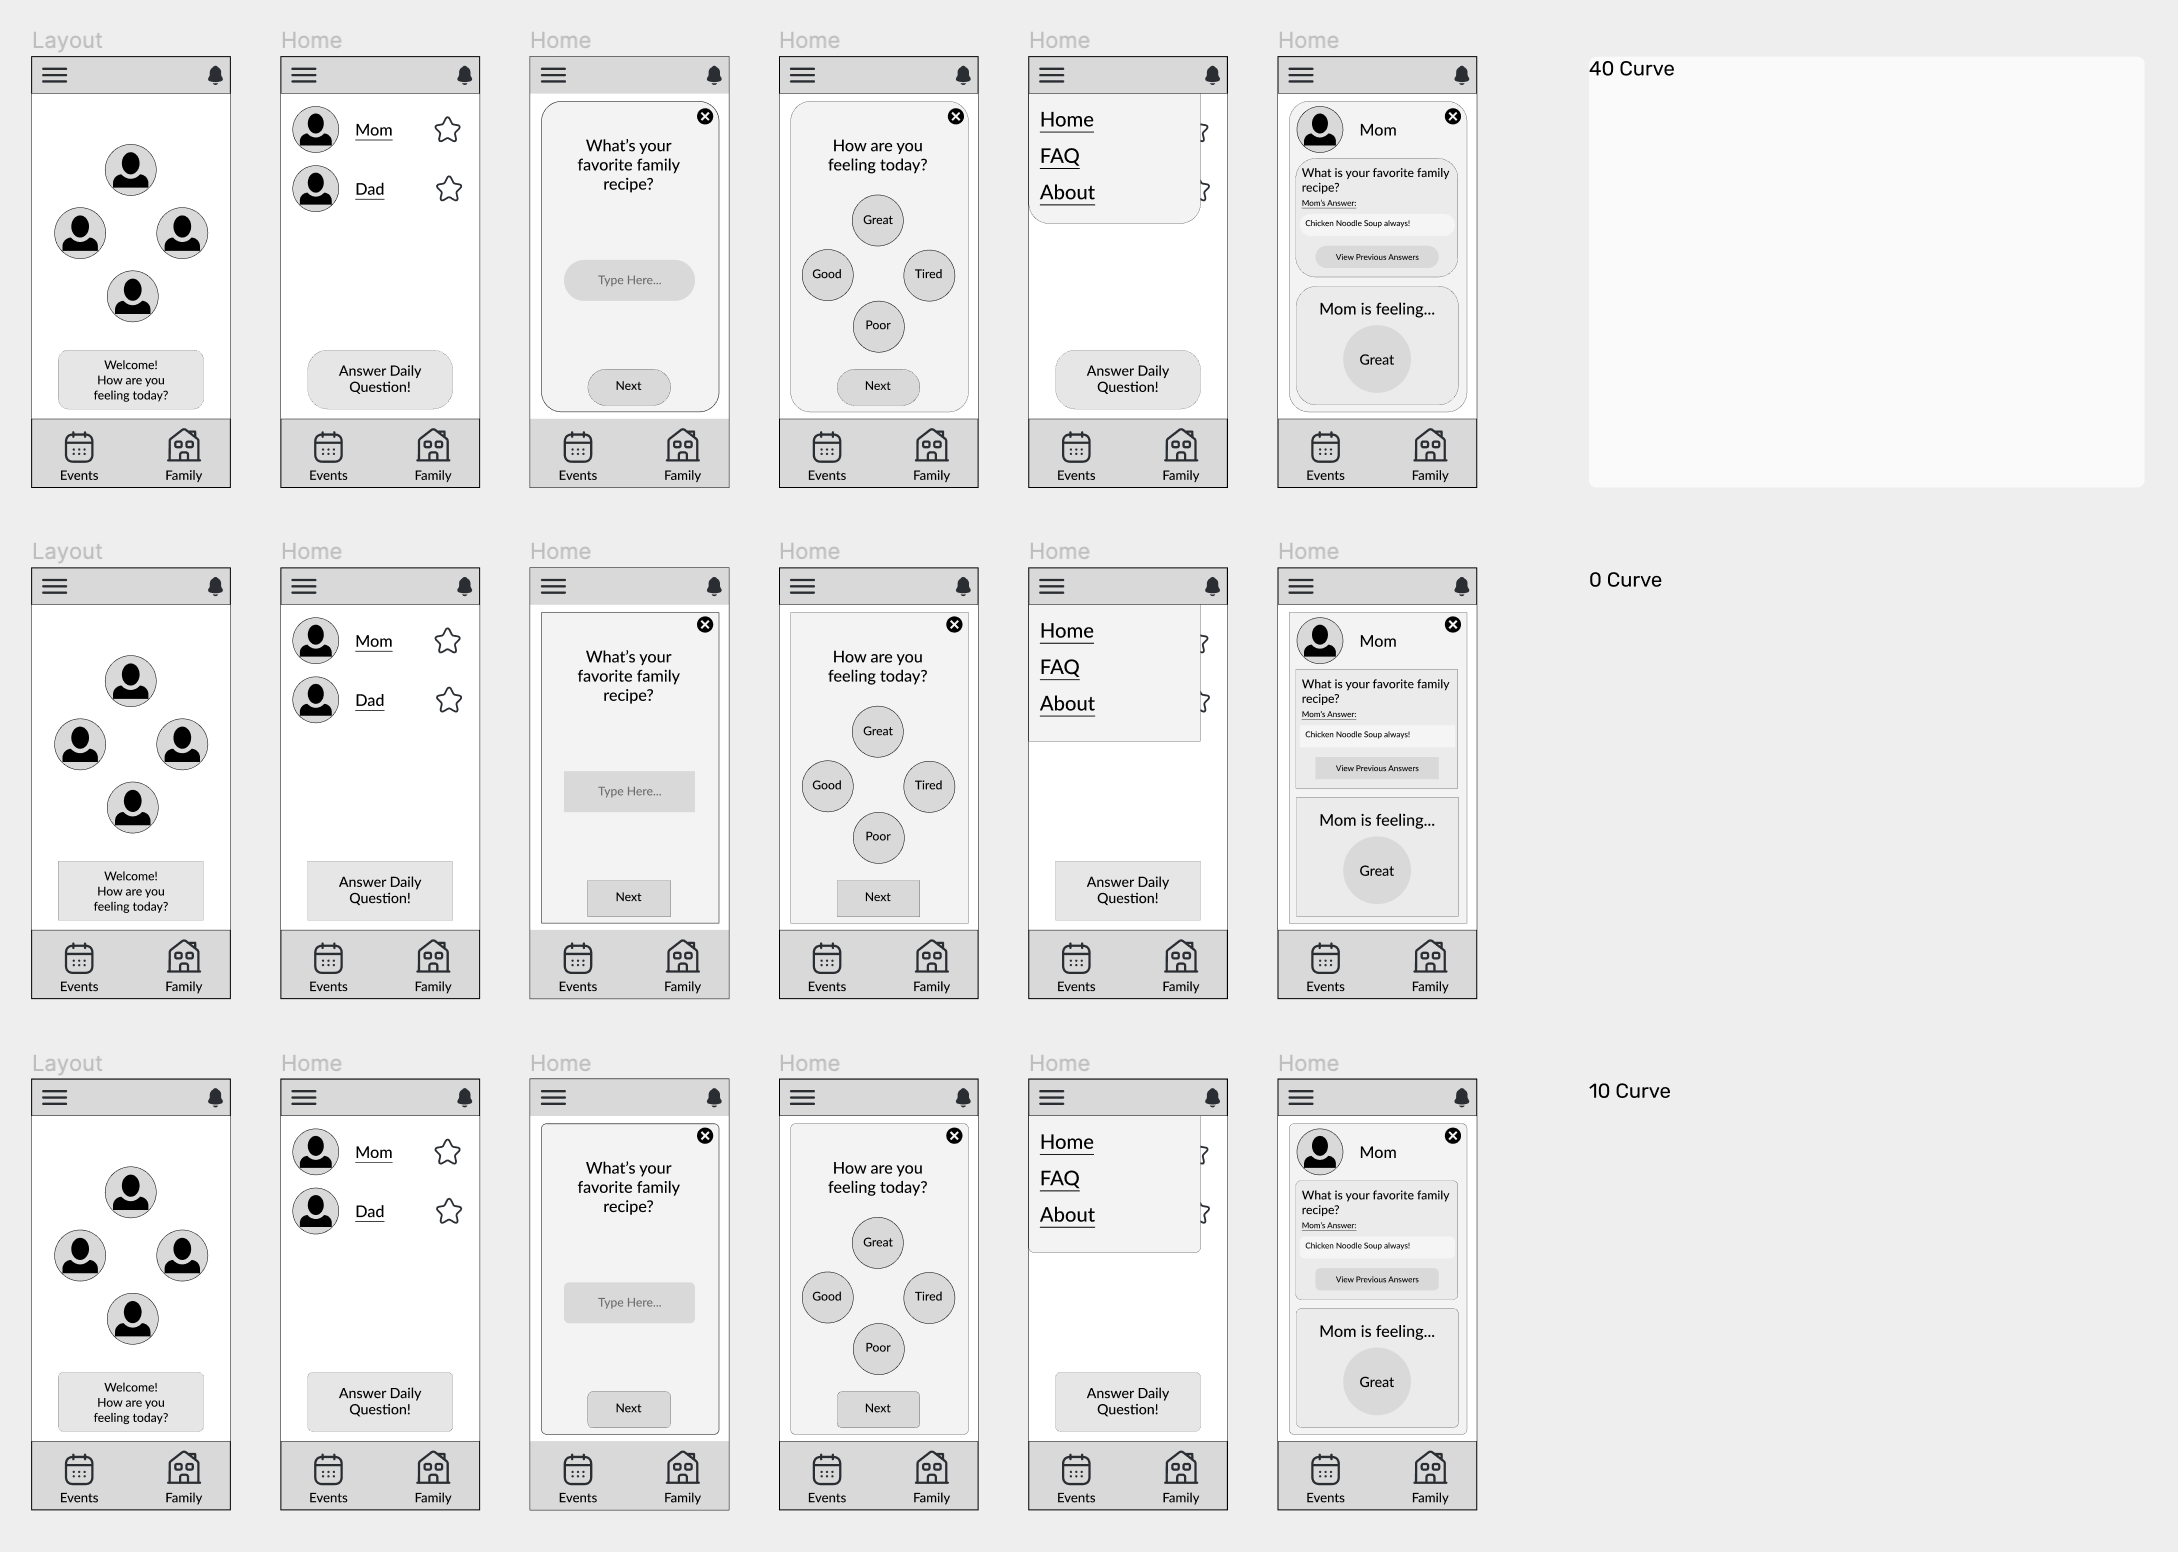 Layout
Home
Home
Home
Home
Home
40 Curve
Welcome!
How are you
feeling today?
Events
Family
Mom
Dad
Answer Daily
Question!
Events
Family
What's your
favorite family
recipe?
Type Here...
Next
Events
Family
How are you
feeling today?
Great
Good
Tired
Poor
Next
Events
Family
Home
FAQ
About
Answer Daily
Question!
Events
Family
Mom
What is your favorite family
recipe?
Mom's Answer:
Chicken Noodle Soup always!
View Previous Answers
Mom is feeling...
Great
Events
Family
Layout
Home
Home
Home
Home
Home
0 Curve
Welcome!
How are you
feeling today?
Events
Family
Mom
Dad
Answer Daily
Question!
Events
Family
What's your
favorite family
recipe?
Type Here...
Next
Events
Family
How are you
feeling today?
Great
Good
Tired
Poor
Next
Events
Family
Home
FAQ
About
Answer Daily
Question!
Events
Family
Mom
What is your favorite family
recipe?
Mom's Answer:
Chicken Noodle Soup always!
View Previous Answers
Mom is feeling...
Great
Events
Family
Layout
Home
Home
Home
Home
Home
10 Curve
Welcome!
How are you
feeling today?
Events
Family
Mom
Dad
Answer Daily
Question!
Events
Family
What's your
favorite family
recipe?
Type Here...
Next
Events
Family
How are you
feeling today?
Great
Good
Tired
Poor
Next
Events
Family
Home
FAQ
About
Answer Daily
Question!
Events
Family
Mom
What is your favorite family
recipe?
Mom's Answer:
Chicken Noodle Soup always!
View Previous Answers
Mom is feeling...
Great
Events
Family